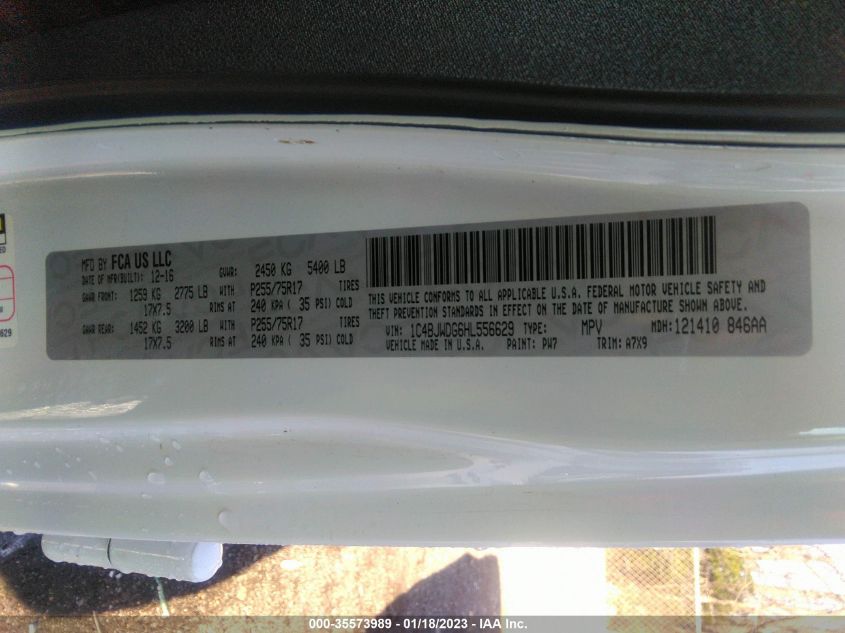 MFD BY FCA US LLC
DATE OF MFR(BUILT): 12-16 GVWR: 2450 KG 5400 LB
GAWR FRONT: 1259 KG 2775 LB WITH P255/75R17 TIRES
17X7.5 RIMS AT 240 KPA ( 35 PSI) COLD
GAWR REAR: 1452 KG 3200 LB WITH P255/75R17 TIRES
17X7.5 RIMS AT 240 KPA ( 35 PSI) COLD
THIS VEHICLE CONFORMS TO ALL APPLICABLE U.S.A. FEDERAL MOTOR VEHICLE SAFETY AND
THEFT PREVENTION STANDARDS IN EFFECT ON THE DATE OF MANUFACTURE SHOWN ABOVE.
VIN: 1C4BJWDG6HL556629 TYPE: MPV MDH: 121410 846AA
VEHICLE MADE IN U.S.A. PAINT: PW7 TRIM: A7X9
000-35573989 - 01/18/2023 - IAA Inc.